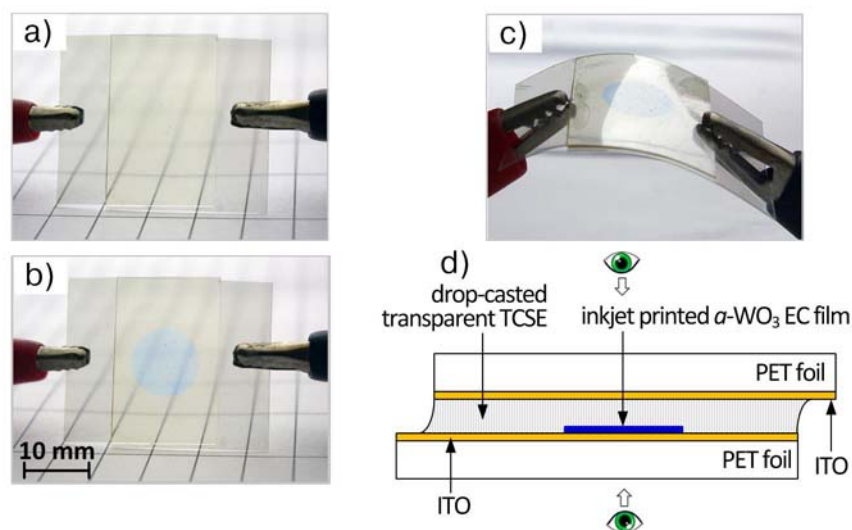 a)
b)
10 mm
c)
d)
drop-casted
transparent TCSE
inkjet printed a-WO₃ EC film
PET foil
PET foil
ITO
ITO